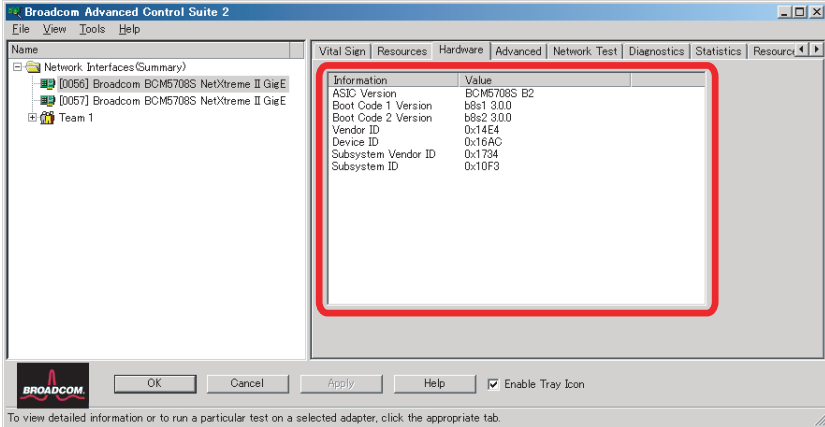 Broadcom Advanced Control Suite 2
File View Tools Help
Name
Network Interfaces(Summary)
[0056] Broadcom BCM5708S NetXtreme II GigE
[0057] Broadcom BCM5708S NetXtreme II GigE
Team 1
Vital Sign Resources Hardware Advanced Network Test Diagnostics Statistics Resourc
Information Value
ASIC Version BCM5708S B2
Boot Code 1 Version b8s1 3.0.0
Boot Code 2 Version b8s2 3.0.0
Vendor ID 0x14E4
Device ID 0x16AC
Subsystem Vendor ID 0x1734
Subsystem ID 0x10F3
BROADCOM.
OK Cancel Apply Help Enable Tray Icon
To view detailed information or to run a particular test on a selected adapter, click the appropriate tab.